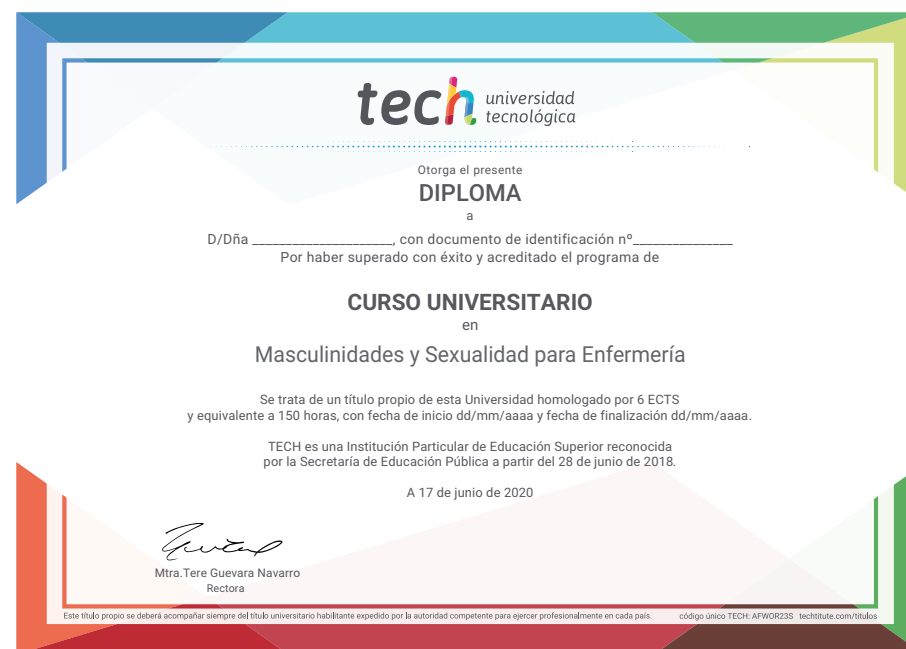 tech universidad
tecnológica
Otorga el presente
DIPLOMA
a
D/Dña _____________________, con documento de identificación nº_______________
Por haber superado con éxito y acreditado el programa de
CURSO UNIVERSITARIO
en
Masculinidades y Sexualidad para Enfermería
Se trata de un título propio de esta Universidad homologado por 6 ECTS
y equivalente a 150 horas, con fecha de inicio dd/mm/aaaa y fecha de finalización dd/mm/aaaa.
TECH es una Institución Particular de Educación Superior reconocida
por la Secretaría de Educación Pública a partir del 28 de junio de 2018.
A 17 de junio de 2020
Mtra.Tere Guevara Navarro
Rectora
Este título propio se deberá acompañar siempre del título universitario habilitante expedido por la autoridad competente para ejercer profesionalmente en cada país. código único TECH: AFWOR23S techtitute.com/titulos